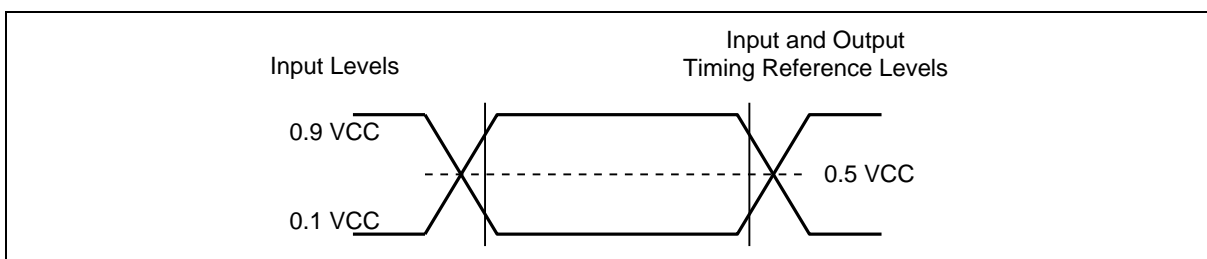 Input Levels
Input and Output
Timing Reference Levels
0.9 VCC
0.5 VCC
0.1 VCC